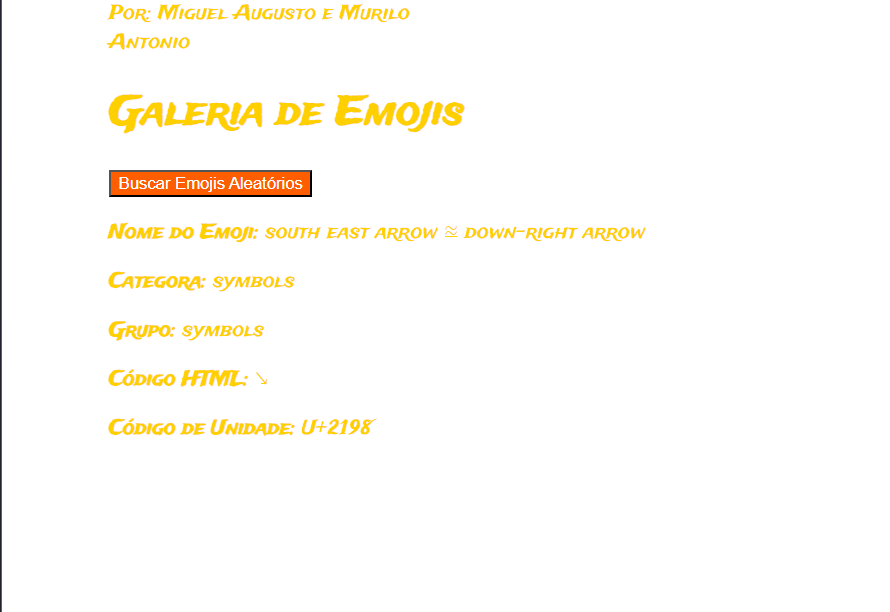 Por: Miguel Augusto e Murilo
Antonio
Galeria de Emojis
Buscar Emojis Aleatórios
Nome do Emoji: south east arrow ≊ down-right arrow
Categora: symbols
Grupo: symbols
Código HTML: ↘
Código de Unidade: U+2198